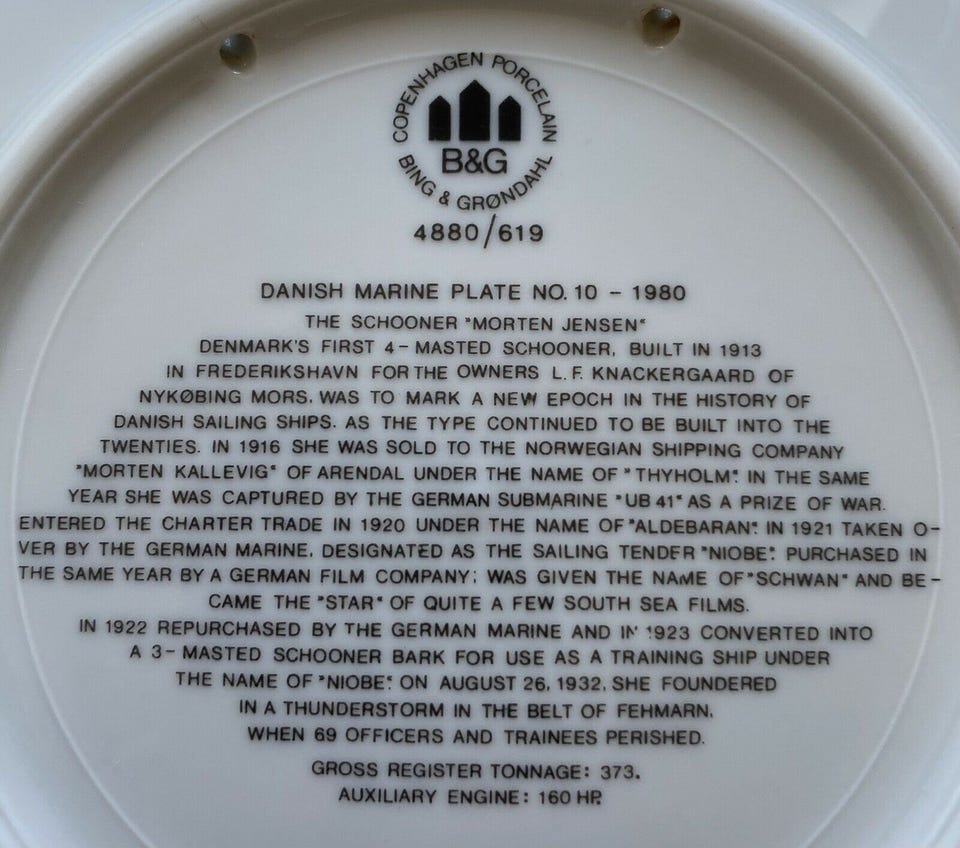 COPENHAGEN PORCELAIN
B&G
BING & GRØNDAHL
4880/619
DANISH MARINE PLATE NO. 10 - 1980
THE SCHOONER "MORTEN JENSEN"
DENMARK'S FIRST 4-MASTED SCHOONER, BUILT IN 1913
IN FREDERIKSHAVN FOR THE OWNERS L.F. KNACKERGAARD OF
NYKØBING MORS, WAS TO MARK A NEW EPOCH IN THE HISTORY OF
DANISH SAILING SHIPS. AS THE TYPE CONTINUED TO BE BUILT INTO THE
TWENTIES. IN 1916 SHE WAS SOLD TO THE NORWEGIAN SHIPPING COMPANY
"MORTEN KALLEVIG" OF ARENDAL UNDER THE NAME OF "THYHOLM". IN THE SAME
YEAR SHE WAS CAPTURED BY THE GERMAN SUBMARINE "UB 41" AS A PRIZE OF WAR.
ENTERED THE CHARTER TRADE IN 1920 UNDER THE NAME OF "ALDEBARAN". IN 1921 TAKEN O-
VER BY THE GERMAN MARINE, DESIGNATED AS THE SAILING TENDER "NIOBE". PURCHASED IN
THE SAME YEAR BY A GERMAN FILM COMPANY; WAS GIVEN THE NAME OF "SCHWAN" AND BE-
CAME THE "STAR" OF QUITE A FEW SOUTH SEA FILMS.
IN 1922 REPURCHASED BY THE GERMAN MARINE AND IN 1923 CONVERTED INTO
A 3-MASTED SCHOONER BARK FOR USE AS A TRAINING SHIP UNDER
THE NAME OF "NIOBE". ON AUGUST 26, 1932, SHE FOUNDERED
IN A THUNDERSTORM IN THE BELT OF FEHMARN,
WHEN 69 OFFICERS AND TRAINEES PERISHED.
GROSS REGISTER TONNAGE: 373.
AUXILIARY ENGINE: 160 HP.